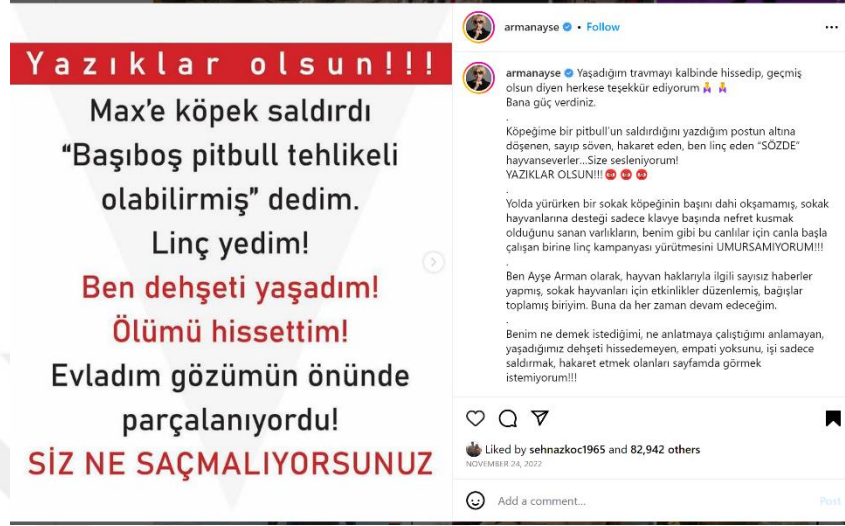 Yazıklar olsun!!!
Max'e köpek saldırdı
“Başıboş pitbull tehlikeli
olabilirmiş” dedim.
Linç yedim!
Ben dehşeti yaşadım!
Ölümü hissettim!
Evladım gözümün önünde
parçalanıyordu!
SİZ NE SAÇMALIYORSUNUZ
armanayse • Follow
armanayse Yaşadığım travmayı kalbinde hissedip, geçmiş
olsun diyen herkese teşekkür ediyorum 🙏 🙏
Bana güç verdiniz.
.
Köpeğime bir pitbull'un saldırdığını yazdığım postun altına
döşenen, sayıp söven, hakaret eden, ben linç eden “SÖZDE”
hayvanseverler...Size sesleniyorum!
YAZIKLAR OLSUN!!!
.
Yolda yürürken bir sokak köpeğinin başını dahi okşamamış, sokak
hayvanlarına desteği sadece klavye başında nefret kusmak
olduğunu sanan varlıkların, benim gibi bu canlılar için canla başla
çalışan birine linç kampanyası yürütmesini UMURSAMIYORUM!!!
.
Ben Ayşe Arman olarak, hayvan haklarıyla ilgili sayısız haberler
yapmış, sokak hayvanları için etkinlikler düzenlemiş, bağışlar
toplamış biriyim. Buna da her zaman devam edeceğim.
.
Benim ne demek istediğimi, ne anlatmaya çalıştığımı anlamayan,
yaşadığımız dehşeti hissedemeyen, empati yoksunu, işi sadece
saldırmak, hakaret etmek olanları sayfamda görmek
istemiyorum!!!
Liked by sehnazkoc1965 and 82,942 others
NOVEMBER 24, 2022
Add a comment...
Post